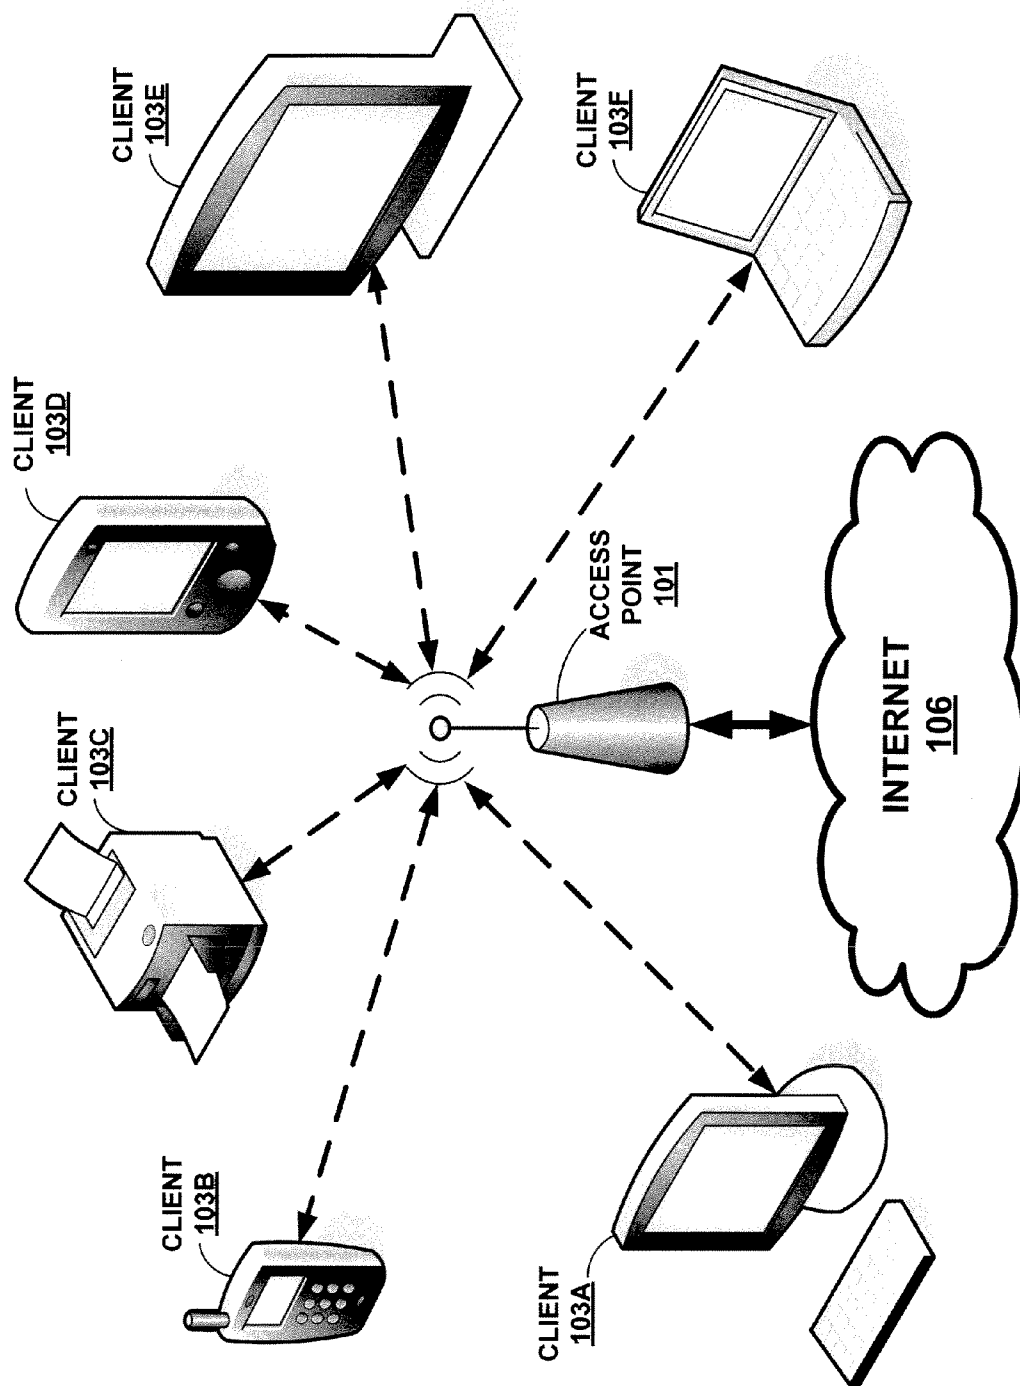 CLIENT
103A
CLIENT
103B
CLIENT
103C
CLIENT
103D
CLIENT
103E
CLIENT
103F
ACCESS
POINT
101
INTERNET
106